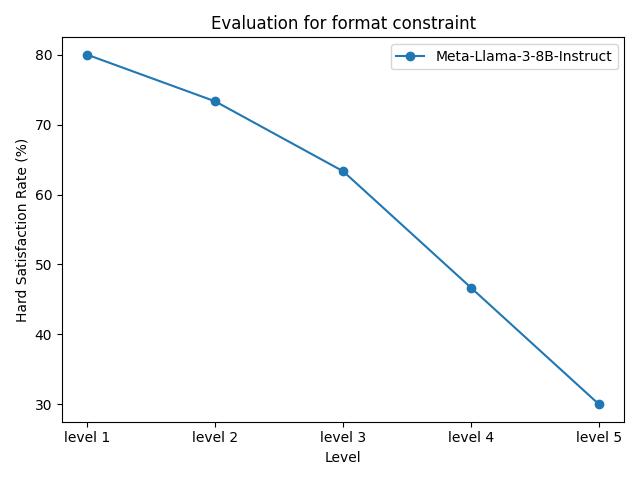 Evaluation for format constraint
Meta-Llama-3-8B-Instruct
Hard Satisfaction Rate (%)
80
70
60
50
40
30
level 1 level 2 level 3 level 4 level 5
Level